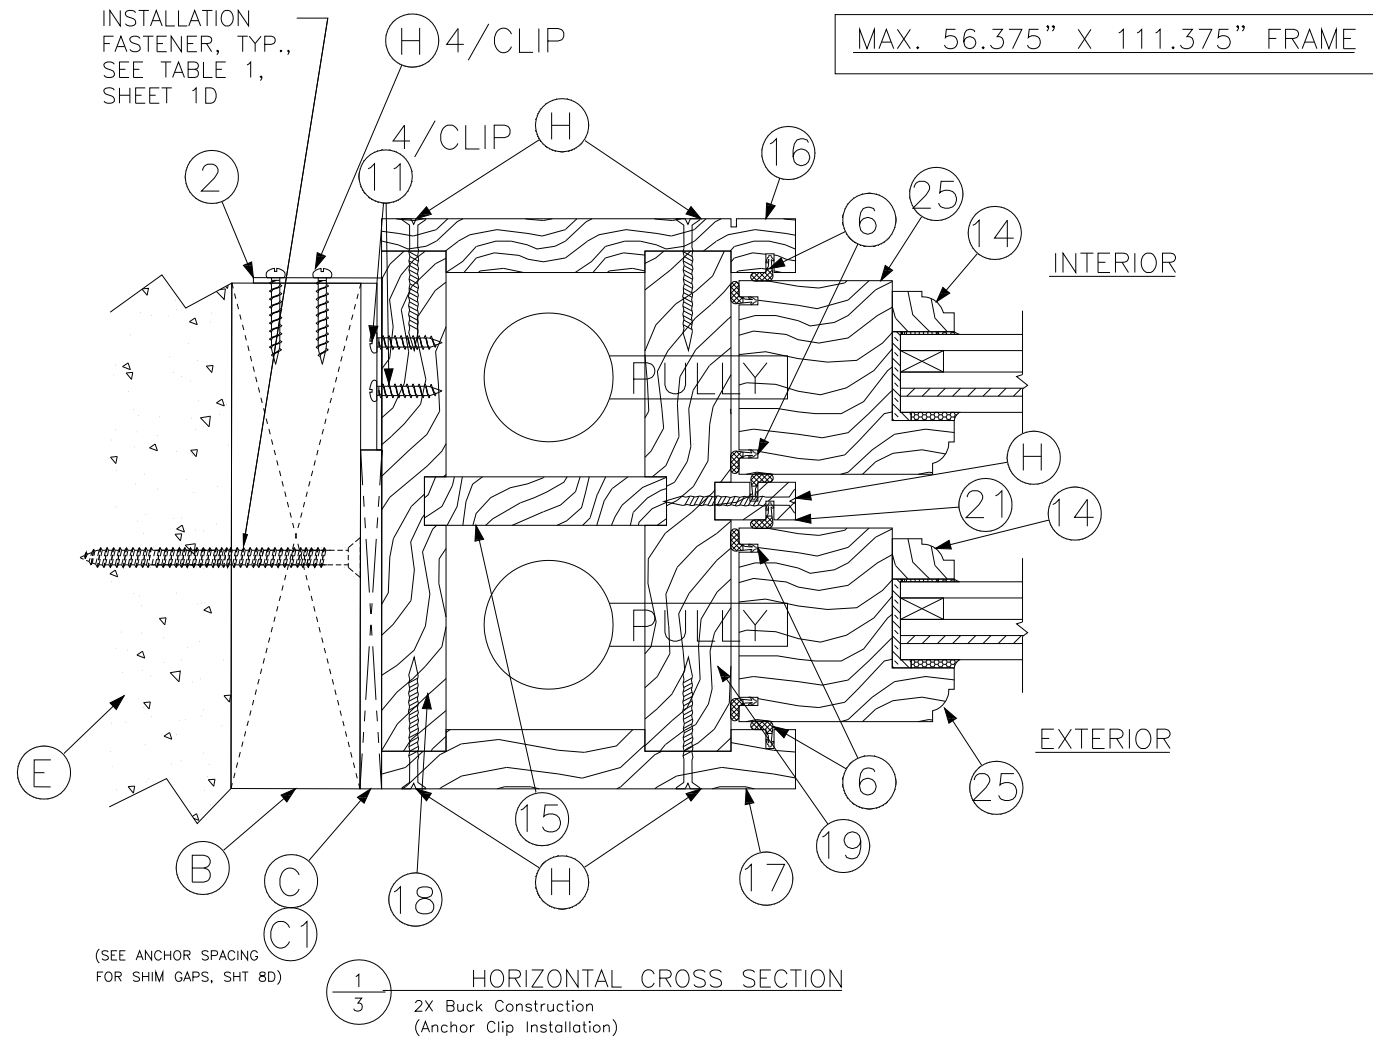 INSTALLATION
FASTENER, TYP.,
SEE TABLE 1,
SHEET 1D
H 4/CLIP
MAX. 56.375" X 111.375" FRAME
4/CLIP
H
16
2
11
25
6
14
INTERIOR
PULLY
H
21
14
PULLY
E
EXTERIOR
6
25
15
19
B
C
18
H
17
C1
(SEE ANCHOR SPACING
FOR SHIM GAPS, SHT 8D)
1
3
HORIZONTAL CROSS SECTION
2X Buck Construction
(Anchor Clip Installation)